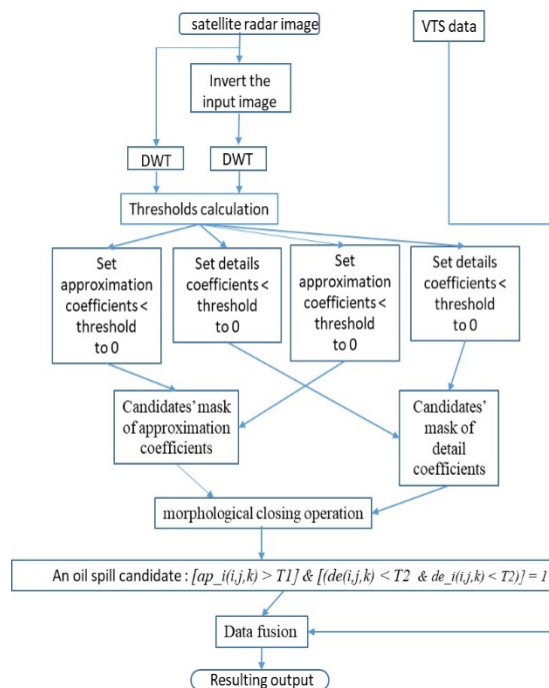 satellite radar image
VTS data
Invert the
input image
DWT
DWT
Thresholds calculation
Set
approximation
coefficients <
threshold
to 0
Set details
coefficients <
threshold
to 0
Set
approximation
coefficients <
threshold
to 0
Set details
coefficients <
threshold
to 0
Candidates' mask
of approximation
coefficients
Candidates'
mask of
detail
coefficients
morphological closing operation
An oil spill candidate : [ap_i(i,j,k) > T1] & [(de(i,j,k) < T2 & de_i(i,j,k) < T2)] = 1
Data fusion
Resulting output